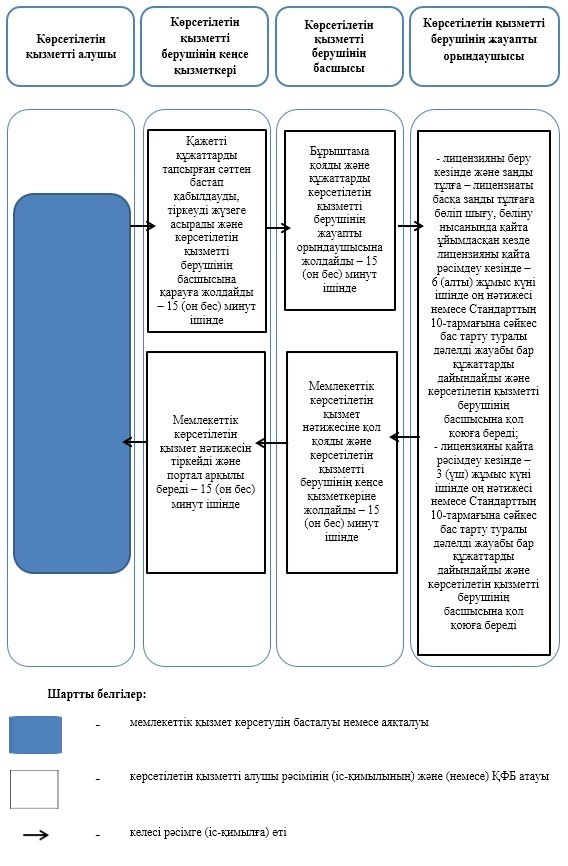 Көрсетілетін
қызметті алушы
Көрсетілетін
қызметті
берушінің кеңсе
қызметкері
Көрсетілетін
қызметті
берушінің
басшысы
Көрсетілетін қызметті
берушінің жауапты
орындаушысы
Қажетті
құжаттарды
тапсырған сәттен
бастап
қабылдауды,
тіркеуді жүзеге
асырады және
көрсетілетін
қызметті
берушінің
басшысына
қарауға жолдайды
– 15 (он бес) минут
ішінде
Бұрыштама
қояды және
құжаттарды
көрсетілетін
қызметті
берушінің
жауапты
орындаушысына
жолдайды – 15
(он бес) минут
ішінде
- лицензияны беру
кезінде және заңды
тұлға – лицензиаты
басқа заңды тұлғаға
бөліп шығу, бөліну
нысанында қайта
ұйымдасқан кезде
лицензияны қайта
рәсімдеу кезінде –
6 (алты) жұмыс күні
ішінде оң нәтижесі
немесе Стандарттың
10-тармағына сәйкес
бас тарту туралы
дәлелді жауабы бар
құжаттарды
дайындайды және
көрсетілетін қызметті
берушінің
басшысына қол
қоюға береді;
- лицензияны қайта
рәсімдеу кезінде –
3 (үш) жұмыс күні
ішінде оң нәтижесі
немесе Стандарттың
10-тармағына сәйкес
бас тарту туралы
дәлелді жауабы бар
құжаттарды
дайындайды және
көрсетілетін қызметті
берушінің
басшысына қол
қоюға береді
Мемлекеттік
көрсетілетін
қызмет нәтижесін
тіркейді және
портал арқылы
береді – 15 (он бес)
минут ішінде
Мемлекеттік
көрсетілетін
қызмет
нәтижесіне қол
қояды және
көрсетілетін
қызметті
берушінің кеңсе
қызметкеріне
жолдайды – 15
(он бес) минут
ішінде
Шартты белгілер:
– мемлекеттік қызмет көрсетудің басталуы немесе аяқталуы
– көрсетілетін қызметті алушы рәсімінің (іс-қимылының) және (немесе) ҚФБ атауы
– келесі рәсімге (іс-қимылға) өті